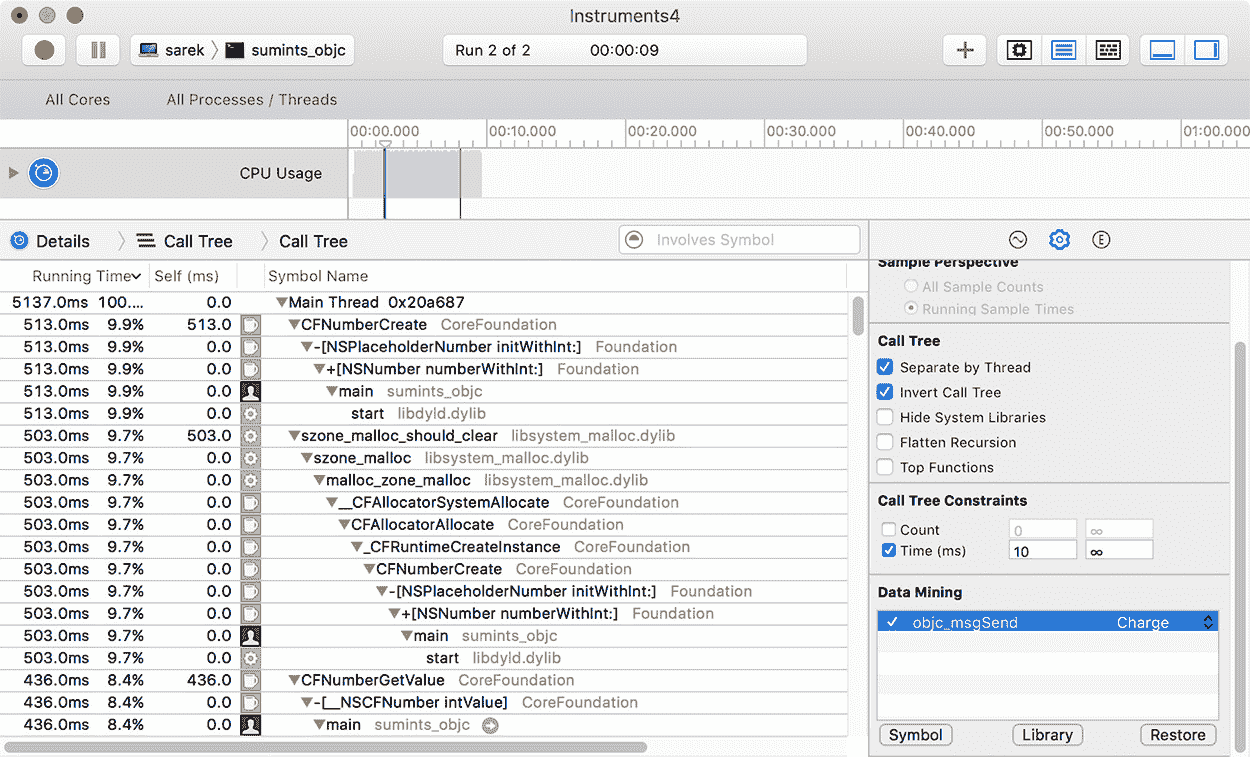 Instruments4
sarek sumints_objc Run 2 of 2 00:00:09
All Cores All Processes / Threads
00:00.000 00:10.000 00:20.000 00:30.000 00:40.000 00:50.000 01:00.000
CPU Usage
Details Call Tree Call Tree Involves Symbol
Running Time Self (ms) Symbol Name
5137.0ms 100.... 0.0 Main Thread 0x20a687
513.0ms 9.9% 513.0 CFNumberCreate CoreFoundation
513.0ms 9.9% 0.0 -[NSPlaceholderNumber initWithInt:] Foundation
513.0ms 9.9% 0.0 +[NSNumber numberWithInt:] Foundation
513.0ms 9.9% 0.0 main sumints_objc
513.0ms 9.9% 0.0 start libdyld.dylib
503.0ms 9.7% 503.0 szone_malloc_should_clear libsystem_malloc.dylib
503.0ms 9.7% 0.0 szone_malloc libsystem_malloc.dylib
503.0ms 9.7% 0.0 malloc_zone_malloc libsystem_malloc.dylib
503.0ms 9.7% 0.0 __CFAllocatorSystemAllocate CoreFoundation
503.0ms 9.7% 0.0 CFAllocatorAllocate CoreFoundation
503.0ms 9.7% 0.0 _CFRuntimeCreateInstance CoreFoundation
503.0ms 9.7% 0.0 CFNumberCreate CoreFoundation
503.0ms 9.7% 0.0 -[NSPlaceholderNumber initWithInt:] Foundation
503.0ms 9.7% 0.0 +[NSNumber numberWithInt:] Foundation
503.0ms 9.7% 0.0 main sumints_objc
503.0ms 9.7% 0.0 start libdyld.dylib
436.0ms 8.4% 436.0 CFNumberGetValue CoreFoundation
436.0ms 8.4% 0.0 -[__NSCFNumber intValue] CoreFoundation
436.0ms 8.4% 0.0 main sumints_objc
E
Sample Perspective
All Sample Counts
Running Sample Times
Call Tree
Separate by Thread
Invert Call Tree
Hide System Libraries
Flatten Recursion
Top Functions
Call Tree Constraints
Count 0 ∞
Time (ms) 10 ∞
Data Mining
objc_msgSend Charge
Symbol Library Restore